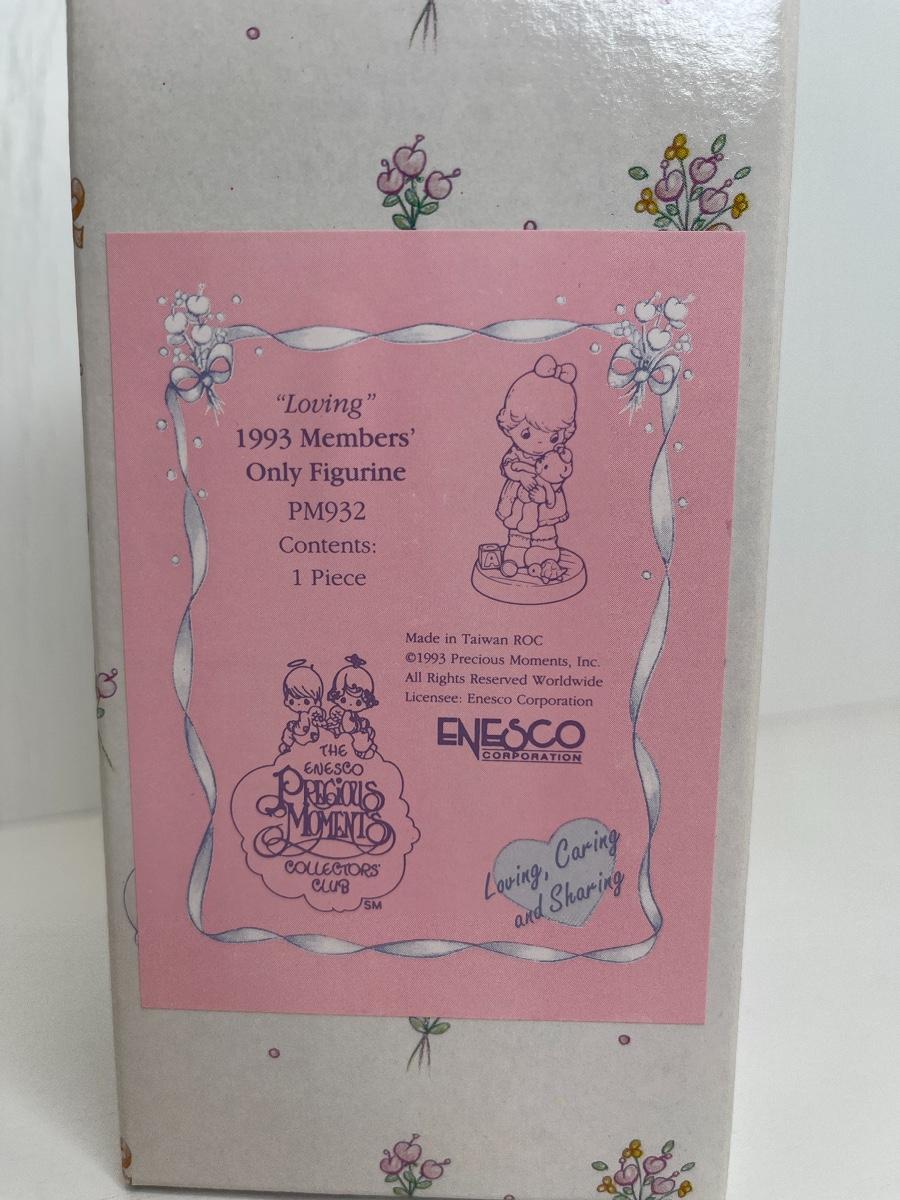 “Loving”
1993 Members’
Only Figurine
PM932
Contents:
1 Piece
A
Made in Taiwan ROC
©1993 Precious Moments, Inc.
All Rights Reserved Worldwide
Licensee: Enesco Corporation
ENESCO
CORPORATION
THE
ENESCO
PRECIOUS
MOMENTS
COLLECTORS’
CLUB
SM
Loving, Caring
and Sharing